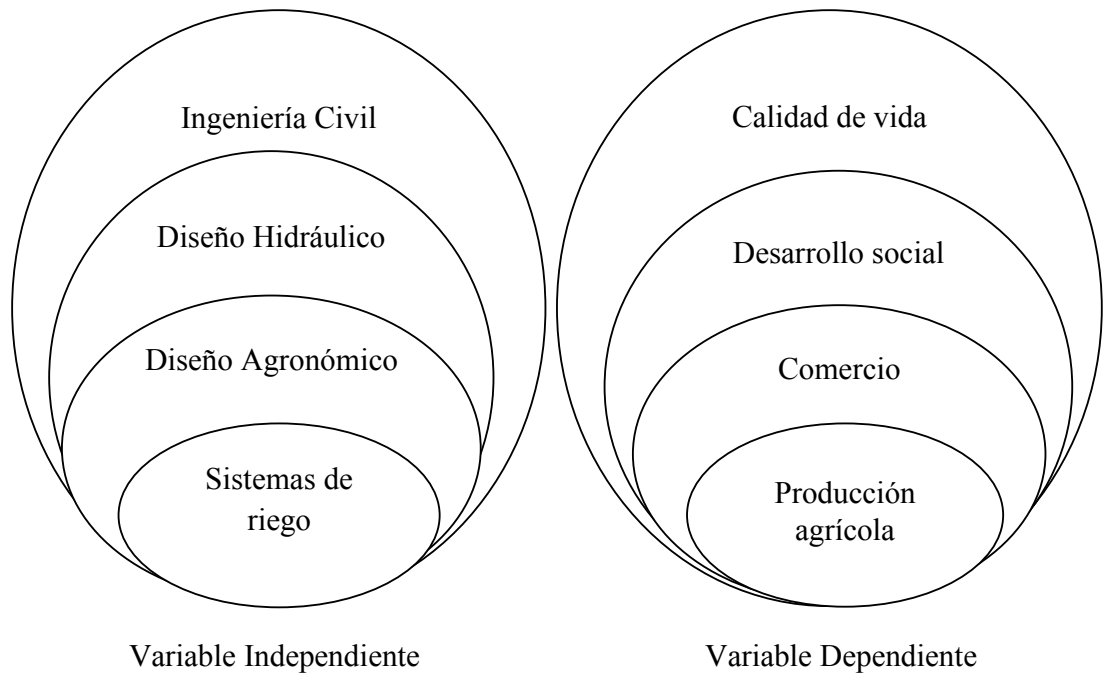 Ingeniería Civil
Diseño Hidráulico
Diseño Agronómico
Sistemas de
riego
Variable Independiente
Calidad de vida
Desarrollo social
Comercio
Producción
agrícola
Variable Dependiente